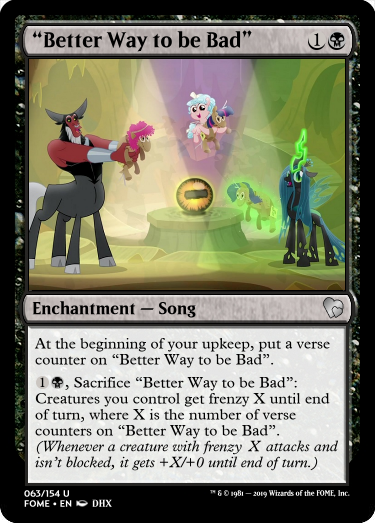 “Better Way to be Bad” 1
Enchantment — Song
At the beginning of your upkeep, put a verse
counter on “Better Way to be Bad”.
1, Sacrifice “Better Way to be Bad”:
Creatures you control get frenzy X until end
of turn, where X is the number of verse
counters on “Better Way to be Bad”.
(Whenever a creature with frenzy X attacks and
isn’t blocked, it gets +X/+0 until end of turn.)
063/154 U
FOME • EN DHX
™ & © 1981 — 2019 Wizards of the FOME, Inc.